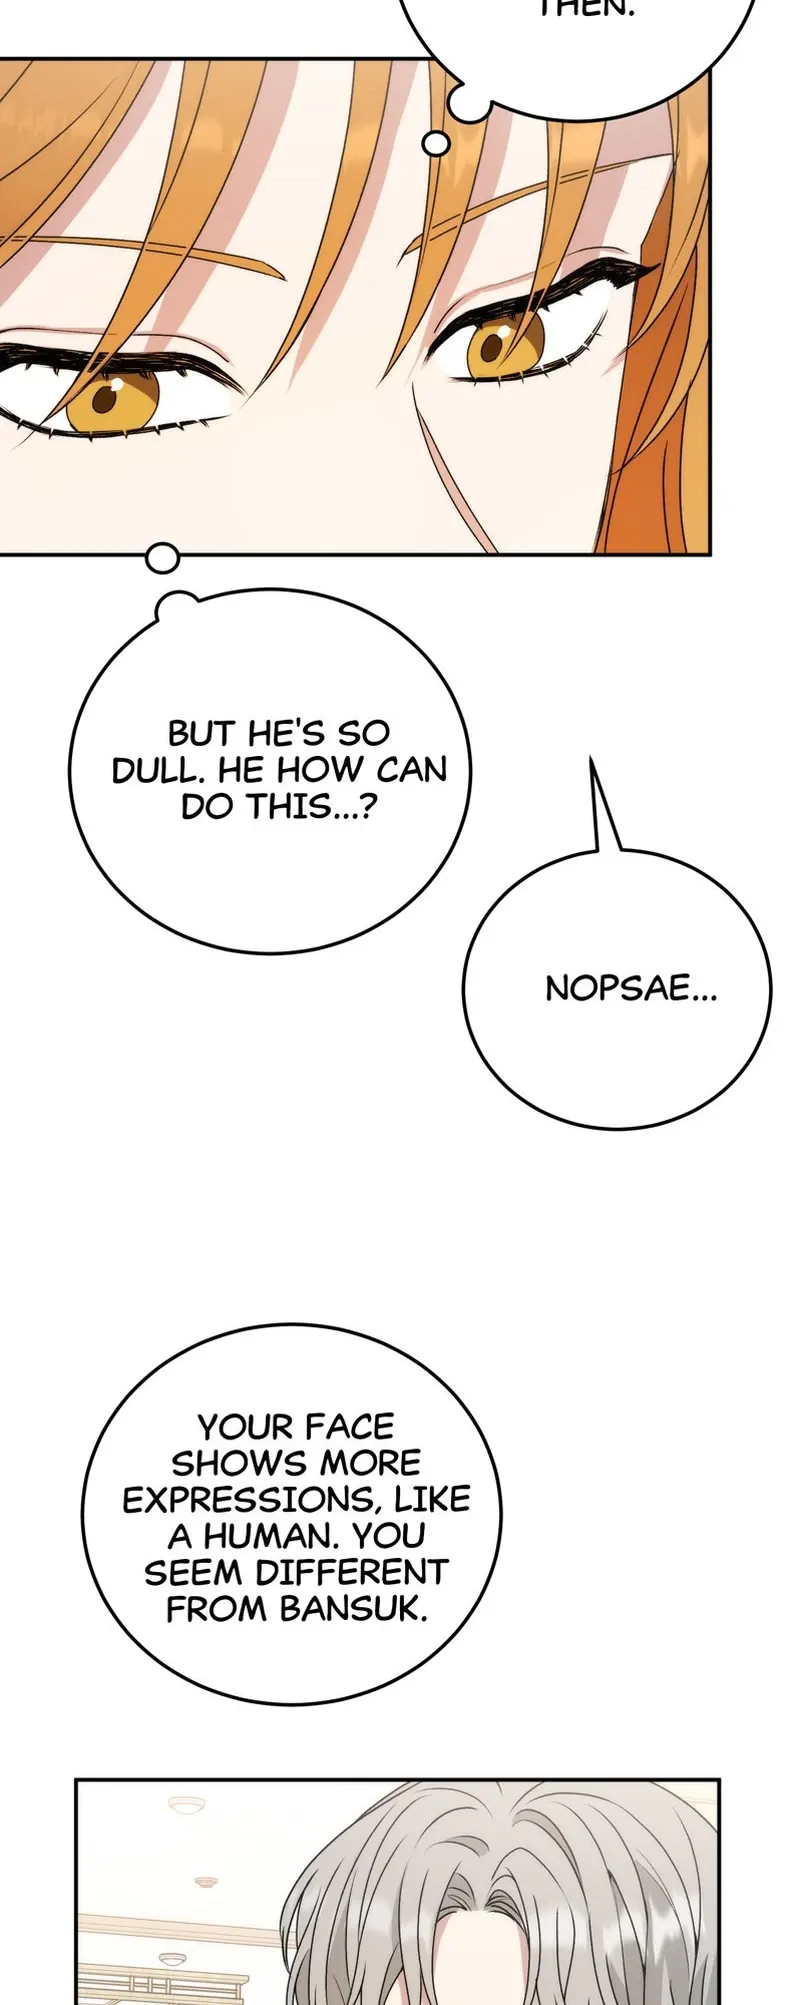 THEN.
BUT HE'S SO
DULL. HE HOW CAN
DO THIS...?
NOPSAE...
YOUR FACE
SHOWS MORE
EXPRESSIONS, LIKE
A HUMAN. YOU
SEEM DIFFERENT
FROM BANSUK.